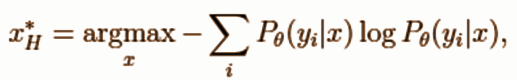 x*_H = argmax_x − ∑_i P_θ(y_i|x) log P_θ(y_i|x),